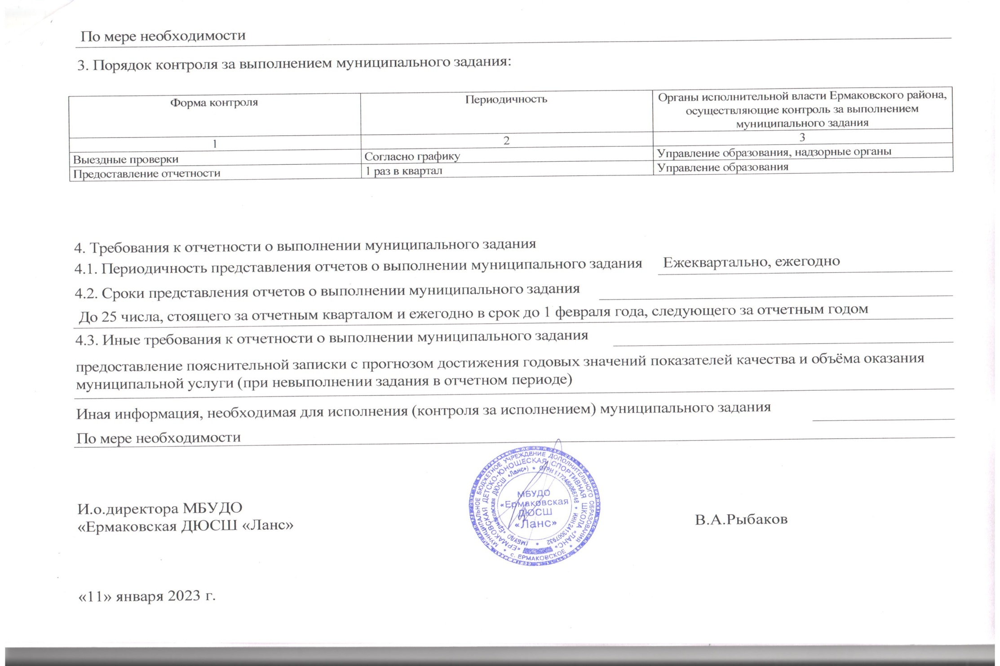 По мере необходимости
3. Порядок контроля за выполнением муниципального задания:
Форма контроля
Периодичность
Органы исполнительной власти Ермаковского района,
осуществляющие контроль за выполнением
муниципального задания
1
2
3
Выездные проверки
Согласно графику
Управление образования, надзорные органы
Предоставление отчетности
1 раз в квартал
Управление образования
4. Требования к отчетности о выполнении муниципального задания
4.1. Периодичность представления отчетов о выполнении муниципального задания Ежеквартально, ежегодно
4.2. Сроки представления отчетов о выполнении муниципального задания
До 25 числа, стоящего за отчетным кварталом и ежегодно в срок до 1 февраля года, следующего за отчетным годом
4.3. Иные требования к отчетности о выполнении муниципального задания
предоставление пояснительной записки с прогнозом достижения годовых значений показателей качества и объёма оказания
муниципальной услуги (при невыполнении задания в отчетном периоде)
Иная информация, необходимая для исполнения (контроля за исполнением) муниципального задания
По мере необходимости
МУНИЦИПАЛЬНОЕ БЮДЖЕТНОЕ УЧРЕЖДЕНИЕ ДОПОЛНИТЕЛЬНОГО ОБРАЗОВАНИЯ
«ЕРМАКОВСКАЯ ДЕТСКО-ЮНОШЕСКАЯ СПОРТИВНАЯ ШКОЛА «ЛАНС»
(МБУДО «Ермаковская ДЮСШ «Ланс») * ОГРН 1172468066748 * ИНН 2413007932 *
с. ЕРМАКОВСКОЕ
МБУДО
«Ермаковская
ДЮСШ
«Ланс»
И.о.директора МБУДО
«Ермаковская ДЮСШ «Ланс»
В.А.Рыбаков
«11» января 2023 г.